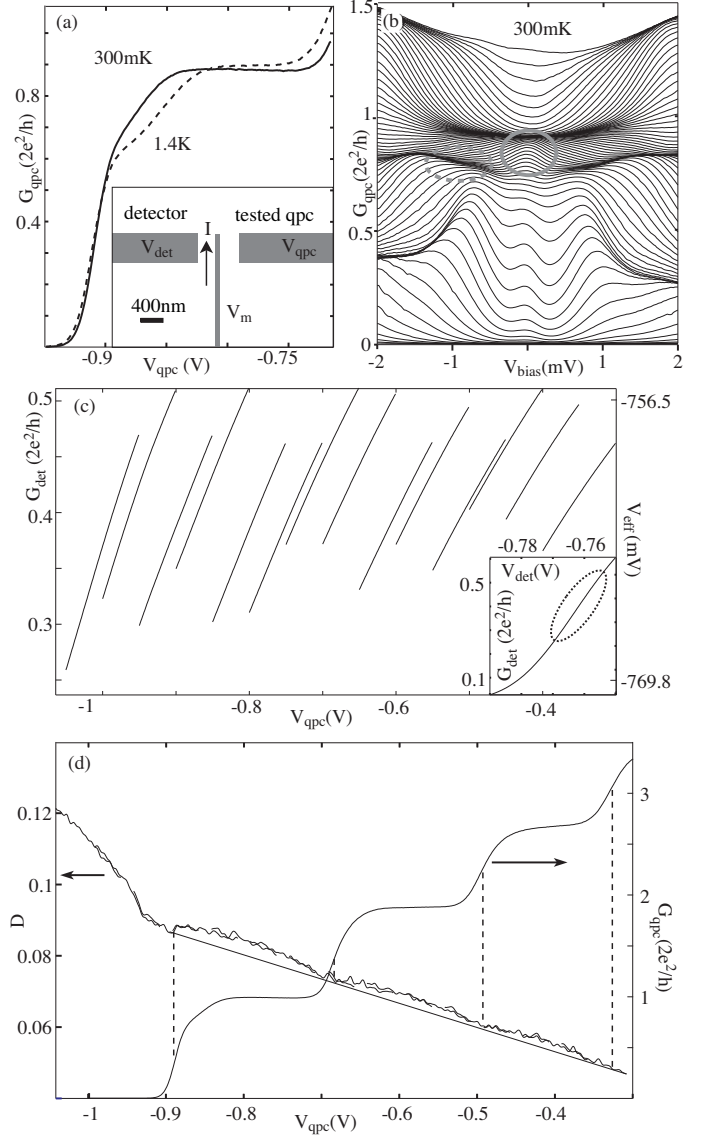 (a)
300mK
1.4K
G_qpc(2e²/h)
0.8
0.4
0
detector
I
tested qpc
V_det
V_qpc
400nm
V_m
-0.9
-0.75
V_qpc (V)
(b)
300mK
G_qpc(2e²/h)
1.5
1
0.5
0
-2
-1
1
2
V_bias(mV)
(c)
G_det (2e²/h)
0.5
0.4
0.3
-756.5
V_eff(mV)
-769.8
-1
-0.8
-0.6
-0.4
V_qpc(V)
-0.78
-0.76
V_det(V)
G_det (2e²/h)
0.5
0.1
(d)
D
0.12
0.1
0.08
0.06
3
2
1
G_qpc(2e²/h)
-1
-0.9
-0.8
-0.7
-0.6
-0.5
-0.4
V_qpc(V)